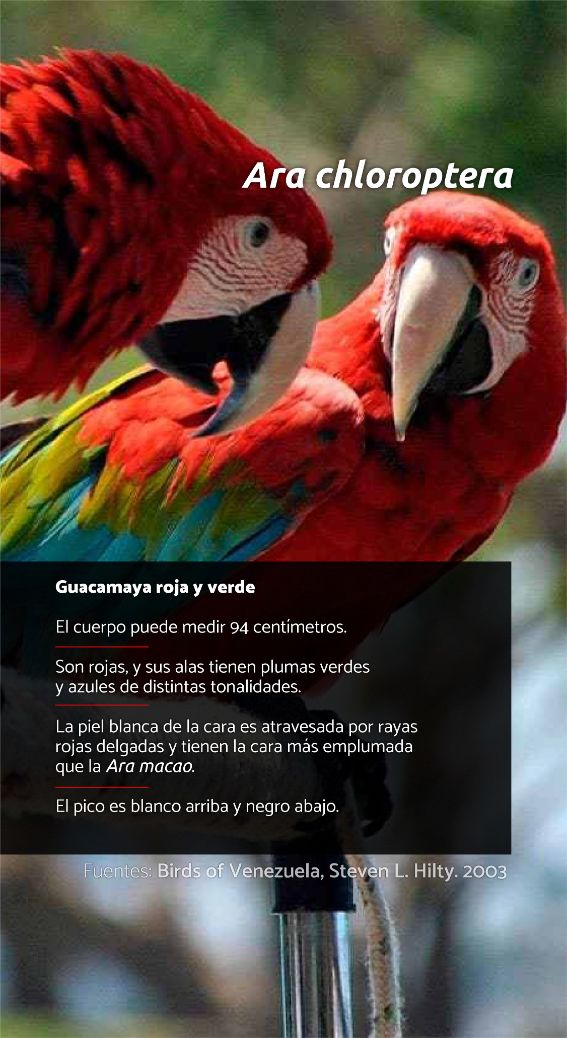 Ara chloroptera
Guacamaya roja y verde
El cuerpo puede medir 94 centímetros.
Son rojas, y sus alas tienen plumas verdes
y azules de distintas tonalidades.
La piel blanca de la cara es atravesada por rayas
rojas delgadas y tienen la cara más emplumada
que la Ara macao.
El pico es blanco arriba y negro abajo.
Fuentes: Birds of Venezuela, Steven L. Hilty. 2003